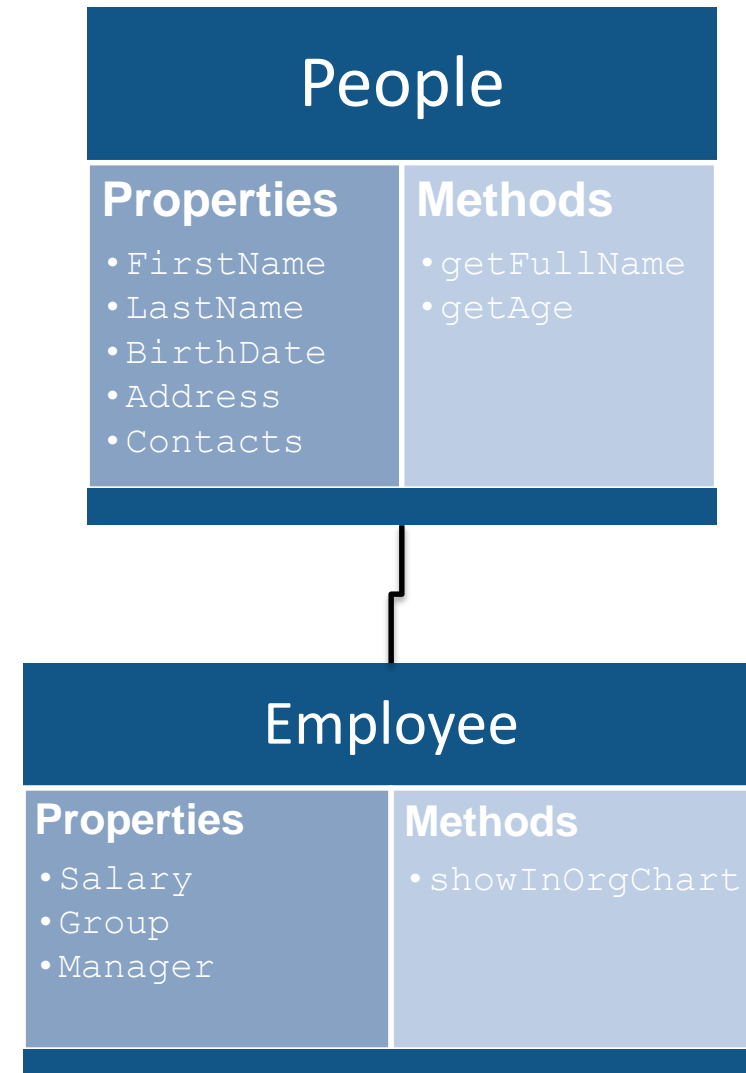 People
Properties
•FirstName
•LastName
•BirthDate
•Address
•Contacts
Methods
•getFullName
•getAge
Employee
Properties
•Salary
•Group
•Manager
Methods
•showInOrgChart